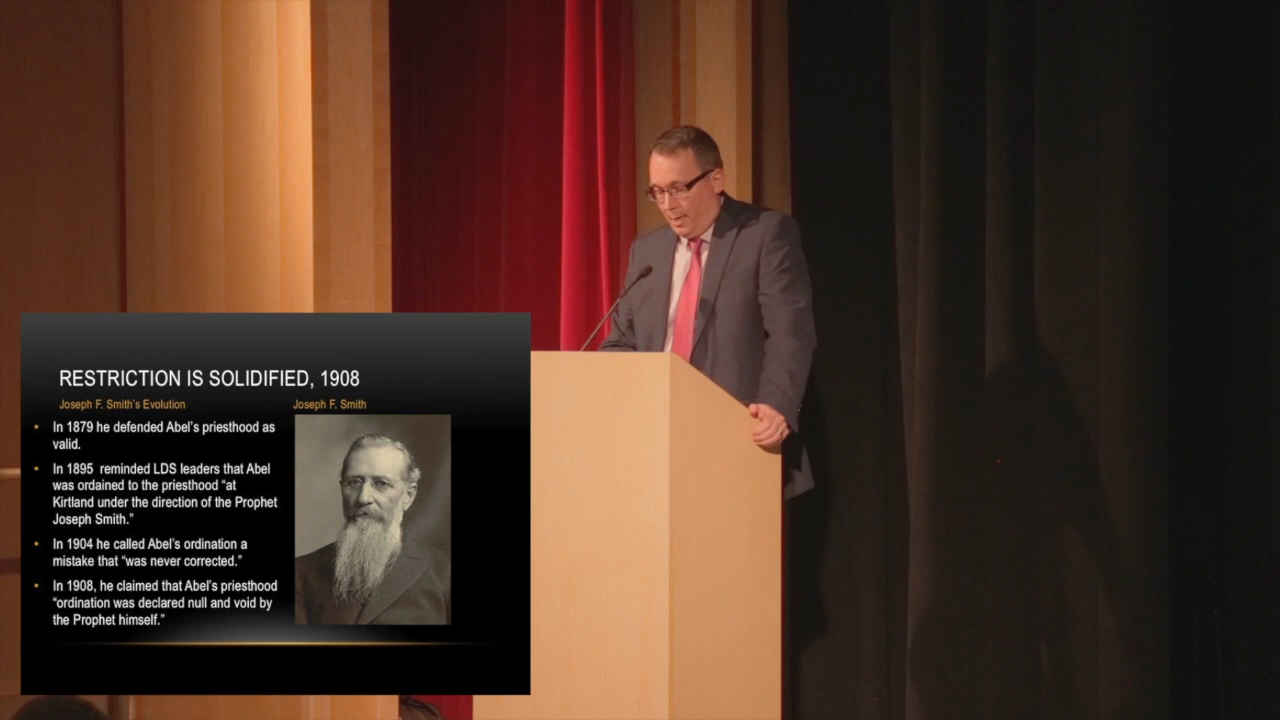 RESTRICTION IS SOLIDIFIED, 1908
Joseph F. Smith's Evolution
Joseph F. Smith
• In 1879 he defended Abel's priesthood as
valid.
• In 1895 reminded LDS leaders that Abel
was ordained to the priesthood "at
Kirtland under the direction of the Prophet
Joseph Smith."
• In 1904 he called Abel's ordination a
mistake that "was never corrected."
• In 1908, he claimed that Abel's priesthood
"ordination was declared null and void by
the Prophet himself."